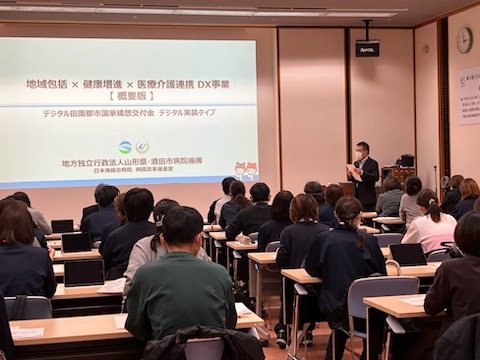 地域包括 × 健康増進 × 医療介護連携 DX事業
【 概要版 】
デジタル田園都市国家構想交付金 デジタル実装タイプ
地方独立行政法人山形県・酒田市病院機構
日本海総合病院 病院改革推進室